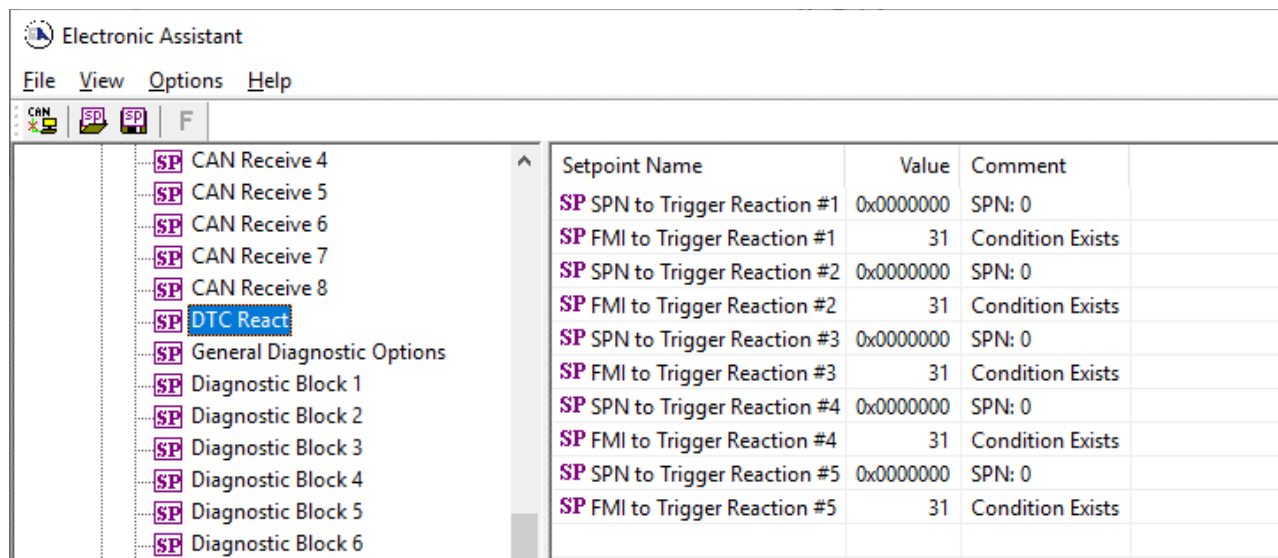 Electronic Assistant
File View Options Help
CAN SP SP F
SP CAN Receive 4
SP CAN Receive 5
SP CAN Receive 6
SP CAN Receive 7
SP CAN Receive 8
SP DTC React
SP General Diagnostic Options
SP Diagnostic Block 1
SP Diagnostic Block 2
SP Diagnostic Block 3
SP Diagnostic Block 4
SP Diagnostic Block 5
SP Diagnostic Block 6
Setpoint Name Value Comment
SP SPN to Trigger Reaction #1 0x0000000 SPN: 0
SP FMI to Trigger Reaction #1 31 Condition Exists
SP SPN to Trigger Reaction #2 0x0000000 SPN: 0
SP FMI to Trigger Reaction #2 31 Condition Exists
SP SPN to Trigger Reaction #3 0x0000000 SPN: 0
SP FMI to Trigger Reaction #3 31 Condition Exists
SP SPN to Trigger Reaction #4 0x0000000 SPN: 0
SP FMI to Trigger Reaction #4 31 Condition Exists
SP SPN to Trigger Reaction #5 0x0000000 SPN: 0
SP FMI to Trigger Reaction #5 31 Condition Exists